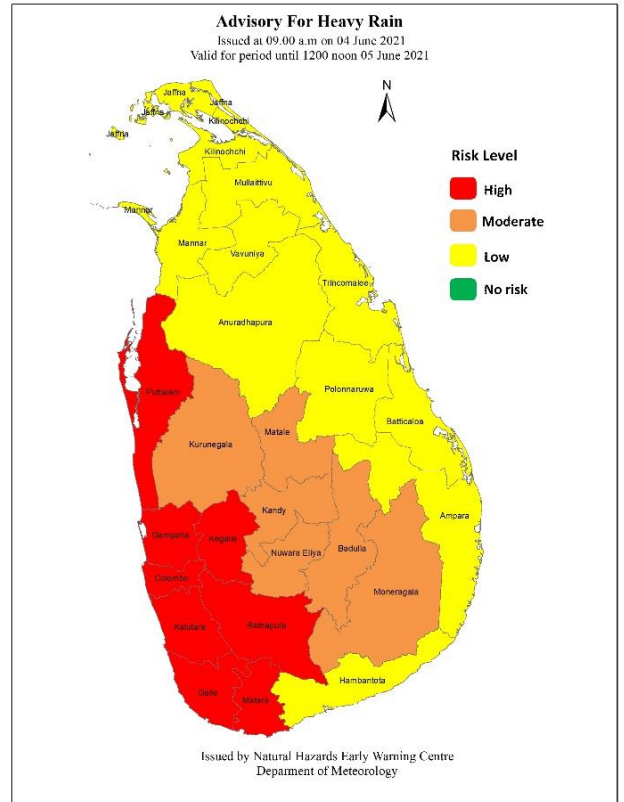 Advisory For Heavy Rain
Issued at 09.00 a.m on 04 June 2021
Valid for period until 1200 noon 05 June 2021
N
Risk Level
High
Moderate
Low
No risk
Jaffna
Jaffna
Jaffna
Jaffna
Kilinochchi
Kilinochchi
Mullaittivu
Mannar
Mannar
Vavuniya
Trincomalee
Anuradhapura
Polonnaruwa
Puttalam
Batticaloa
Kurunegala
Matale
Kandy
Ampara
Gampaha
Kegalle
Nuwara Eliya
Badulla
Colombo
Moneragala
Kalutara
Ratnapura
Hambantota
Galle
Matara
Issued by Natural Hazards Early Warning Centre
Deparment of Meteorology